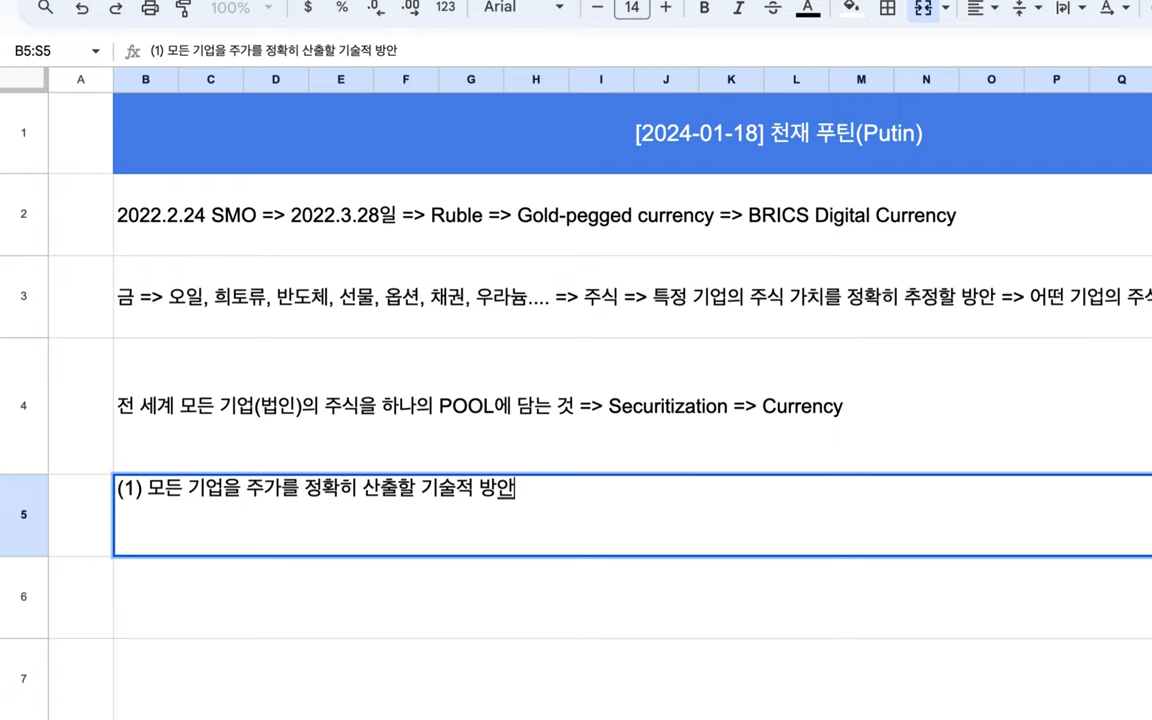 100%
$ % .0 .00 123 Arial 14 B I A
B5:S5 fx (1) 모든 기업을 주가를 정확히 산출할 기술적 방안
A B C D E F G H I J K L M N O P Q
1 [2024-01-18] 천재 푸틴(Putin)
2 2022.2.24 SMO => 2022.3.28일 => Ruble => Gold-pegged currency => BRICS Digital Currency
3 금 => 오일, 희토류, 반도체, 선물, 옵션, 채권, 우라늄.... => 주식 => 특정 기업의 주식 가치를 정확히 추정할 방안 => 어떤 기업의 주식
4 전 세계 모든 기업(법인)의 주식을 하나의 POOL에 담는 것 => Securitization => Currency
5 (1) 모든 기업을 주가를 정확히 산출할 기술적 방안
6
7